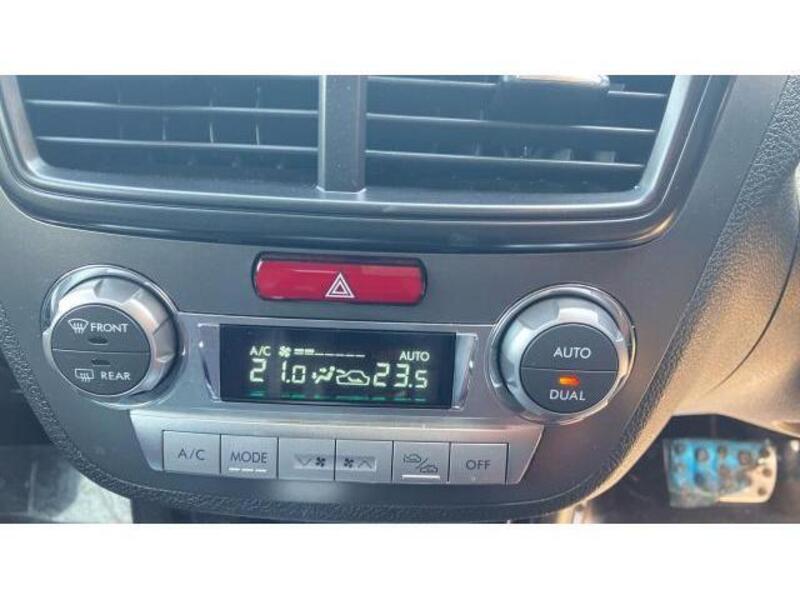 FRONT
REAR
A/C AUTO
21.0 23.5
AUTO
DUAL
A/C MODE OFF